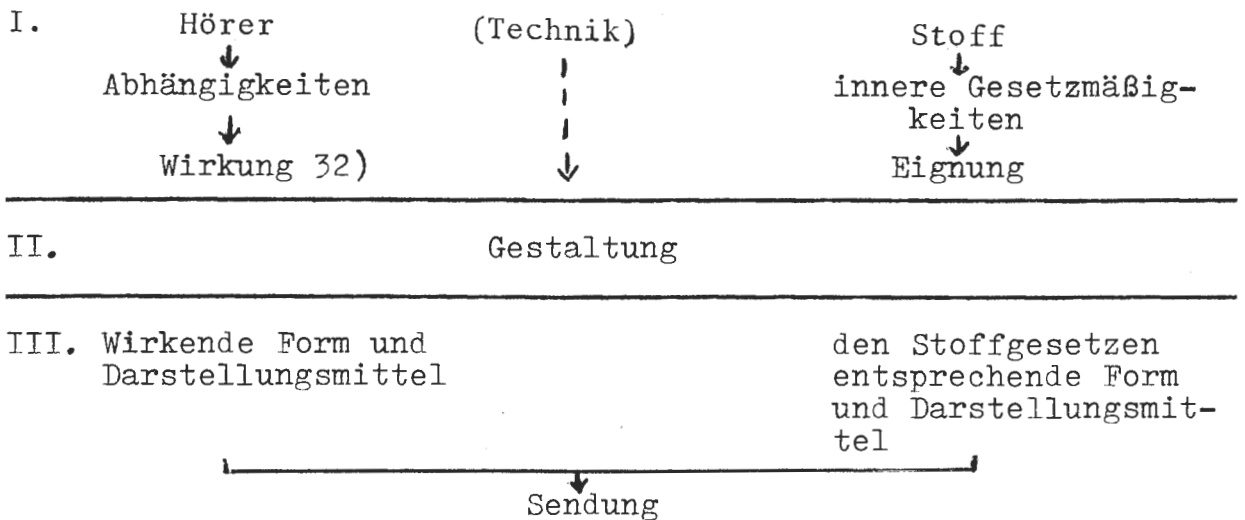 I. Hörer (Technik) Stoff
Abhängigkeiten innere Gesetzmäßig-
keiten
Wirkung 32) Eignung
II. Gestaltung
III. Wirkende Form und den Stoffgesetzen
Darstellungsmittel entsprechende Form
und Darstellungsmit-
tel
Sendung